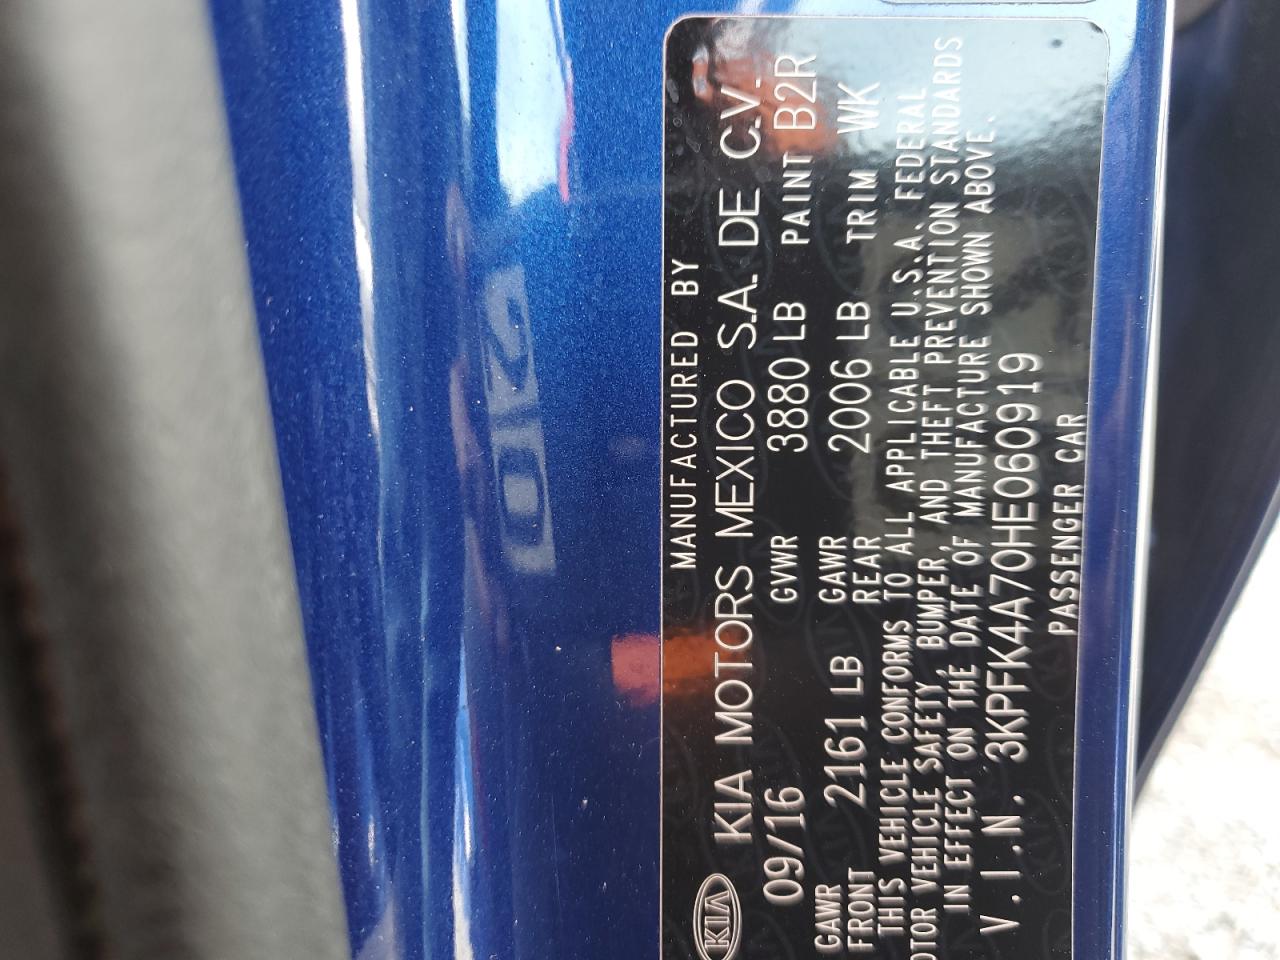 MANUFACTURED BY
KIA KIA MOTORS MEXICO S.A. DE C.V.
09/16 GVWR 3880 LB PAINT B2R
GAWR FRONT 2161 LB GAWR REAR 2006 LB TRIM WK
THIS VEHICLE CONFORMS TO ALL APPLICABLE U.S.A. FEDERAL
OTOR VEHICLE SAFETY, BUMPER, AND THEFT PREVENTION STANDARDS
IN EFFECT ON THE DATE OF MANUFACTURE SHOWN ABOVE.
V.I.N. 3KPFK4A70HE060919
PASSENGER CAR